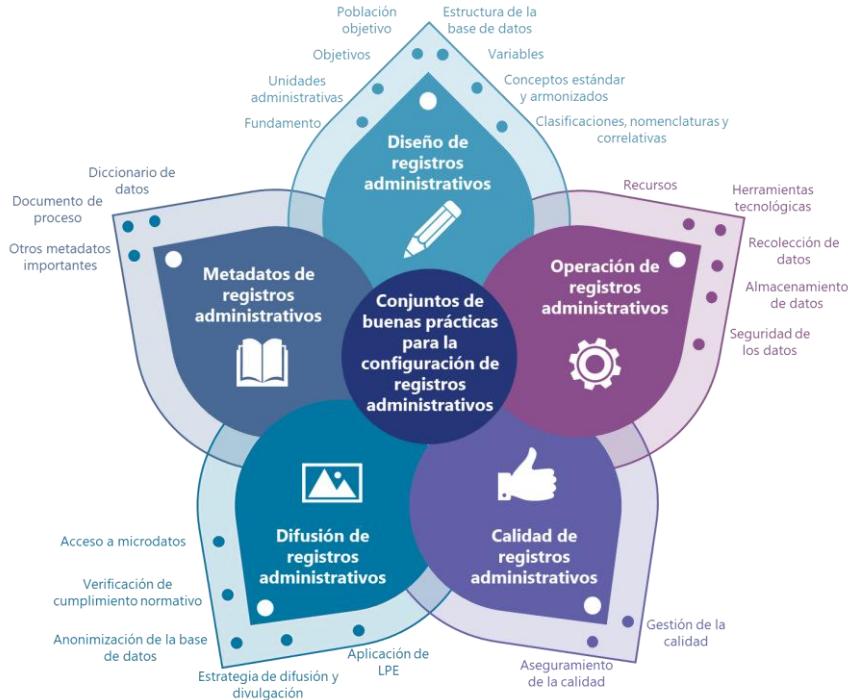 Población
objetivo
Estructura de la
base de datos
Objetivos
Variables
Unidades
administrativas
Conceptos estándar
y armonizados
Fundamento
Clasificaciones, nomenclaturas y
correlativas
Diseño de
registros
administrativos
Diccionario de
datos
Documento de
proceso
Otros metadatos
importantes
Metadatos de
registros
administrativos
Recursos
Herramientas
tecnológicas
Recolección de
datos
Almacenamiento
de datos
Seguridad de
los datos
Operación de
registros
administrativos
Conjuntos de
buenas prácticas
para la
configuración de
registros
administrativos
Difusión de
registros
administrativos
Acceso a microdatos
Verificación de
cumplimiento normativo
Anonimización de la base
de datos
Estrategia de difusión y
divulgación
Aplicación de
LPE
Calidad de
registros
administrativos
Gestión de la
calidad
Aseguramiento de
la calidad